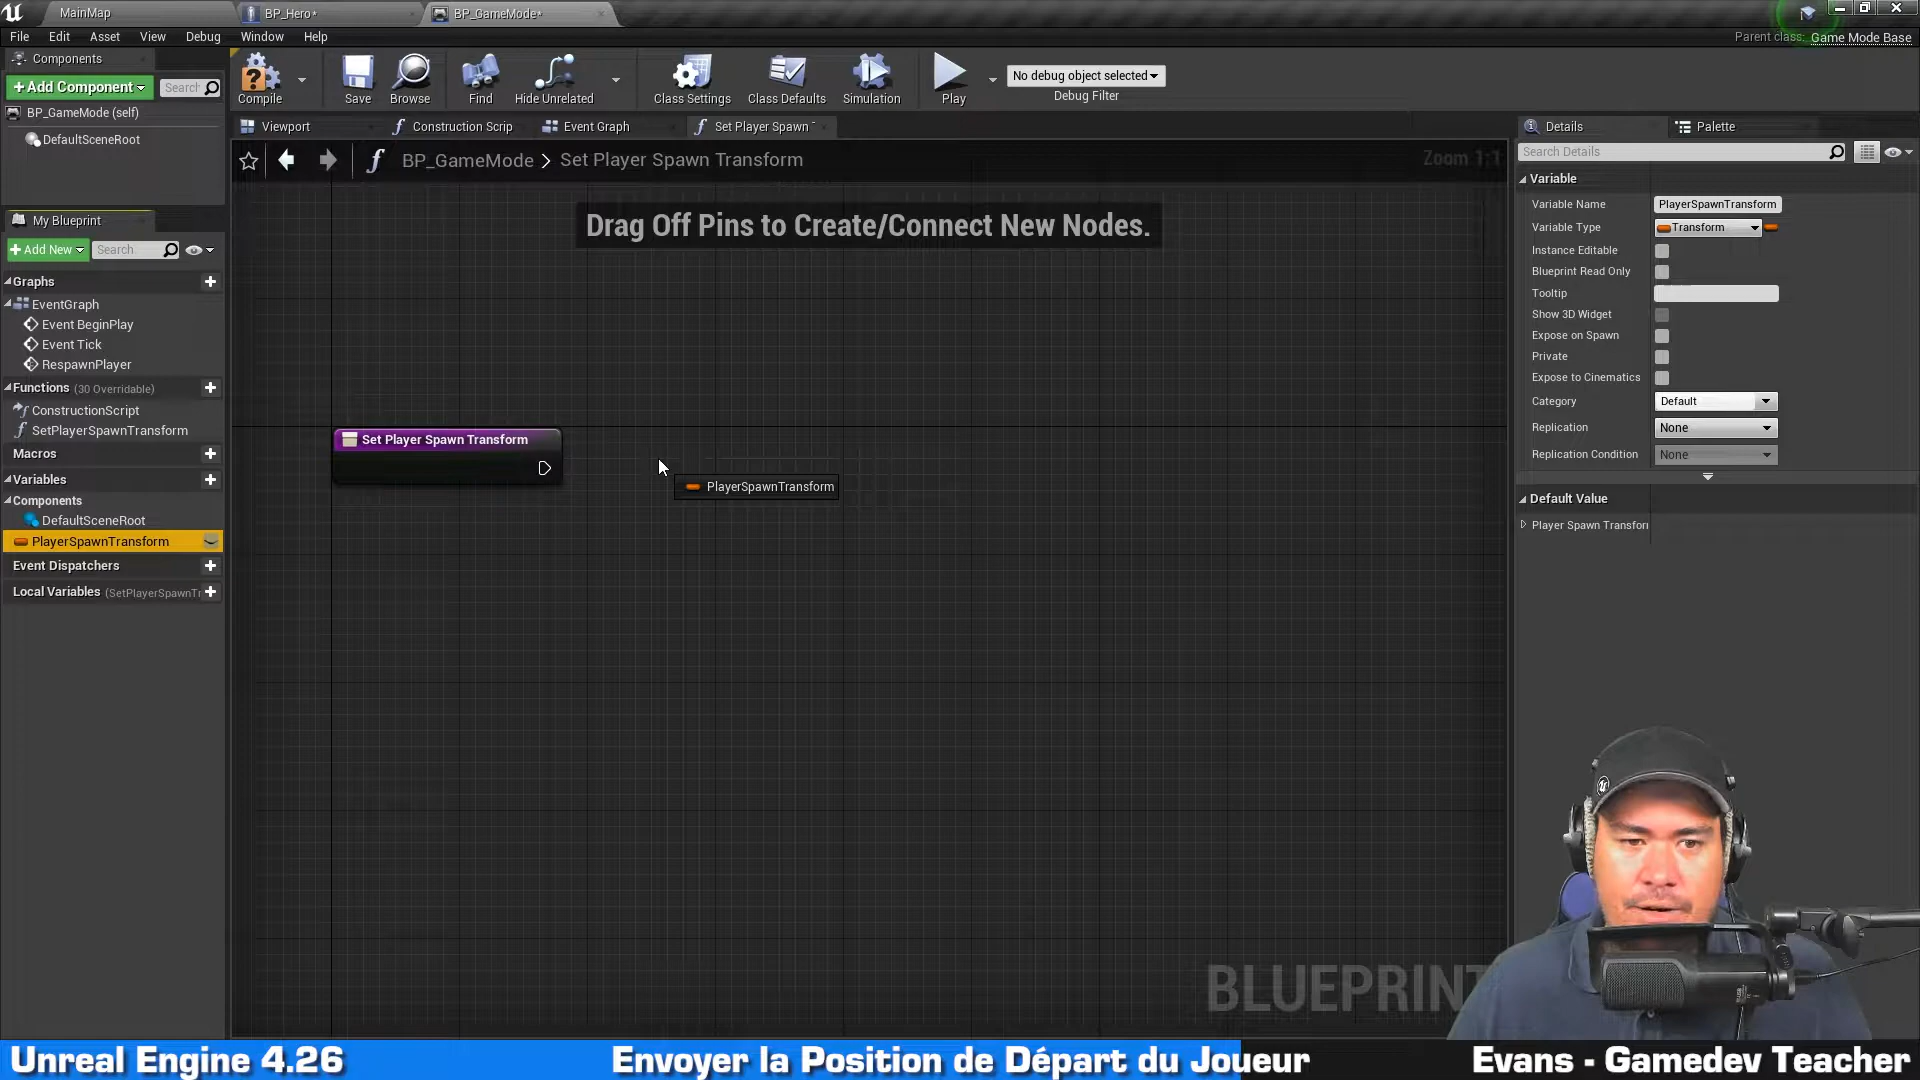 MainMap
BP_Hero*
BP_GameMode*
File Edit Asset View Debug Window Help
Parent class: Game Mode Base
Components
+Add Component
Search
BP_GameMode (self)
DefaultSceneRoot
Compile
Save
Browse
Find
Hide Unrelated
Class Settings
Class Defaults
Simulation
Play
No debug object selected
Debug Filter
Viewport
Construction Scrip
Event Graph
Set Player Spawn
Details
Palette
BP_GameMode > Set Player Spawn Transform
Zoom 1:1
Search Details
Drag Off Pins to Create/Connect New Nodes.
My Blueprint
+Add New
Search
Graphs
EventGraph
Event BeginPlay
Event Tick
RespawnPlayer
Functions (30 Overridable)
ConstructionScript
SetPlayerSpawnTransform
Macros
Variables
Components
DefaultSceneRoot
PlayerSpawnTransform
Event Dispatchers
Local Variables (SetPlayerSpawnTr
Set Player Spawn Transform
PlayerSpawnTransform
Variable
Variable Name PlayerSpawnTransform
Variable Type Transform
Instance Editable
Blueprint Read Only
Tooltip
Show 3D Widget
Expose on Spawn
Private
Expose to Cinematics
Category Default
Replication None
Replication Condition None
Default Value
Player Spawn Transfor
BLUEPRINT
Unreal Engine 4.26
Envoyer la Position de Départ du Joueur
Evans - Gamedev Teacher